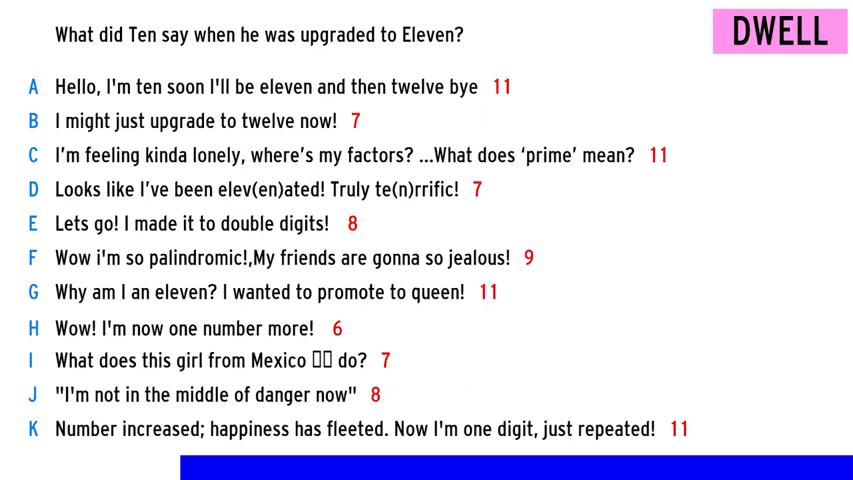 What did Ten say when he was upgraded to Eleven?
DWELL
A Hello, I'm ten soon I'll be eleven and then twelve bye 11
B I might just upgrade to twelve now! 7
C I’m feeling kinda lonely, where’s my factors? ...What does ‘prime’ mean? 11
D Looks like I’ve been elev(en)ated! Truly te(n)rrific! 7
E Lets go! I made it to double digits! 8
F Wow i'm so palindromic!,My friends are gonna so jealous! 9
G Why am I an eleven? I wanted to promote to queen! 11
H Wow! I'm now one number more! 6
I What does this girl from Mexico ▯▯ do? 7
J "I'm not in the middle of danger now" 8
K Number increased; happiness has fleeted. Now I'm one digit, just repeated! 11